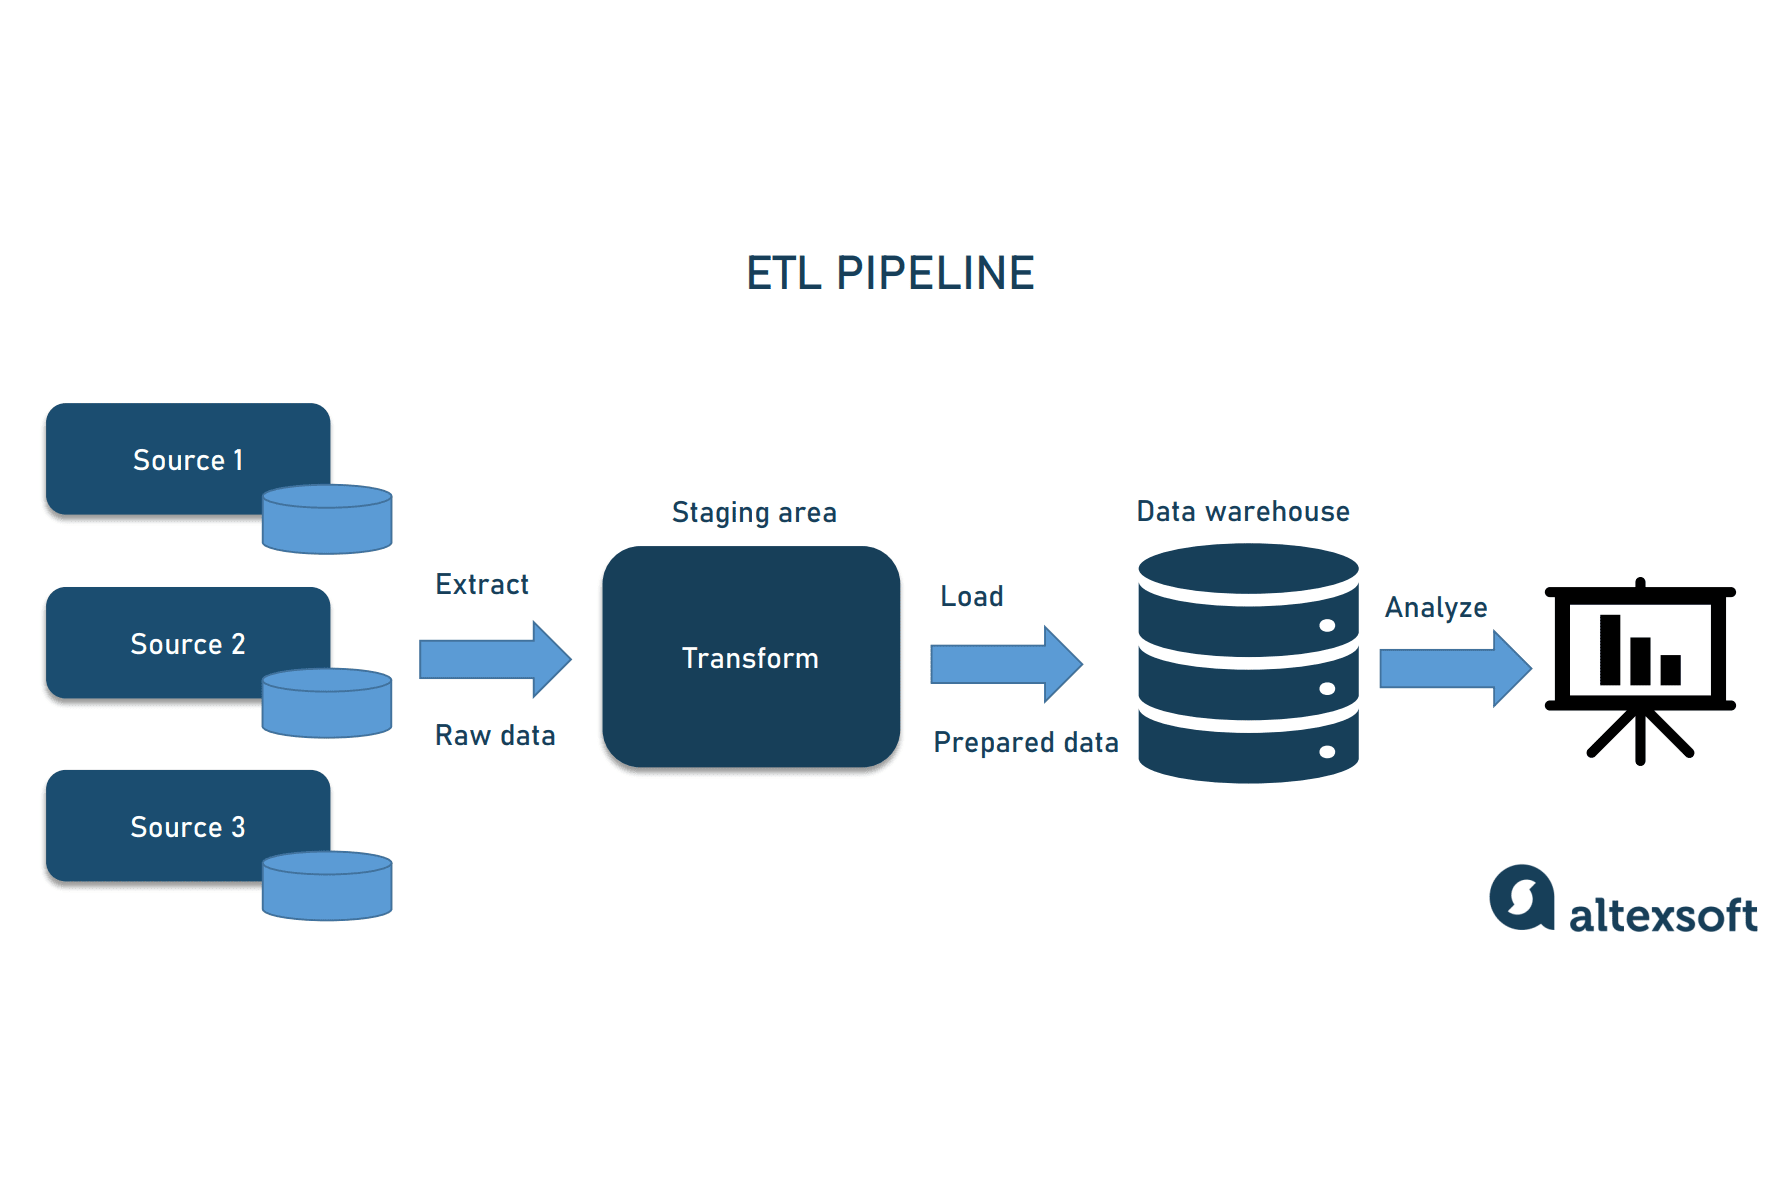 ETL PIPELINE
Source 1
Source 2
Source 3
Extract
Raw data
Staging area
Transform
Load
Prepared data
Data warehouse
Analyze
altexsoft